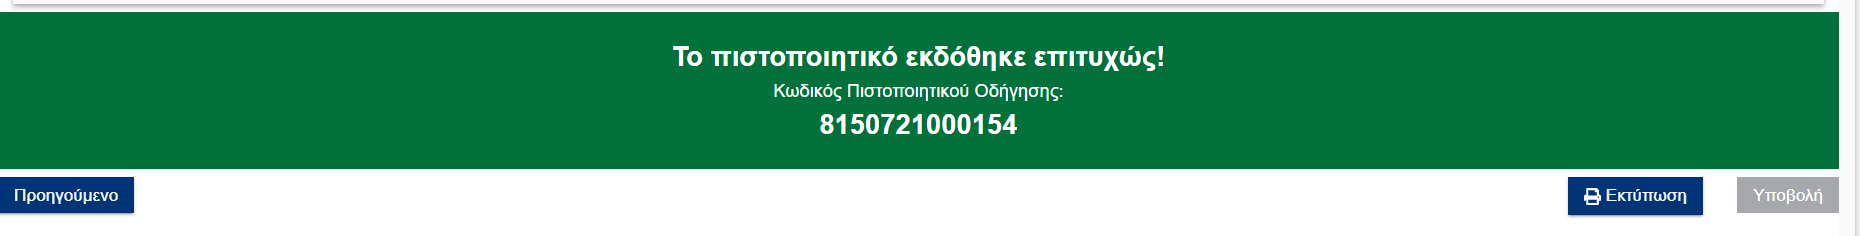 Το πιστοποιητικό εκδόθηκε επιτυχώς!
Κωδικός Πιστοποιητικού Οδήγησης:
8150721000154
Προηγούμενο
Εκτύπωση
Υποβολή